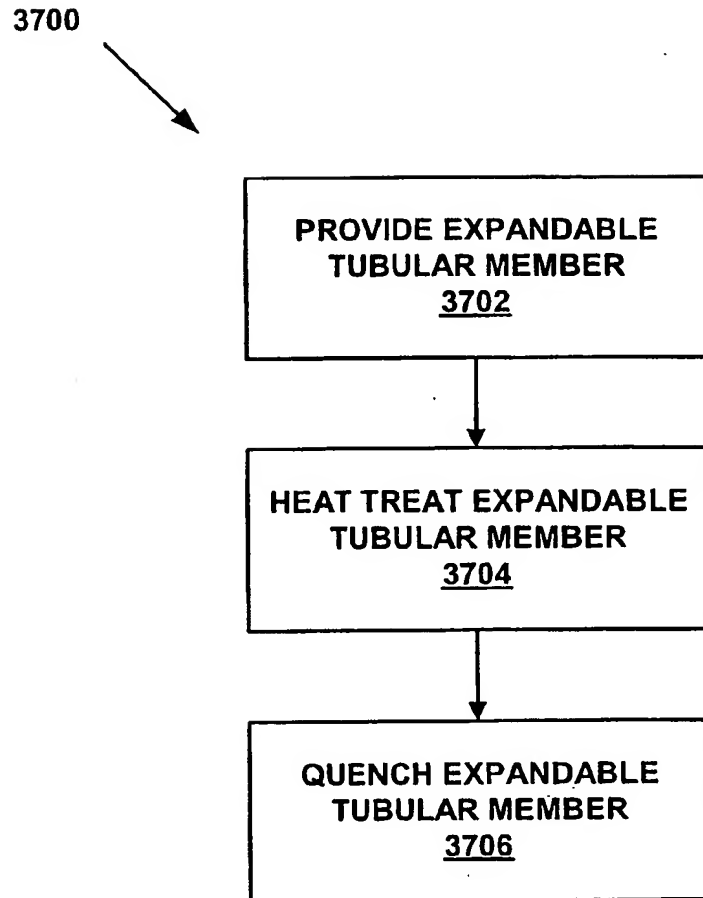 3700
PROVIDE EXPANDABLE
TUBULAR MEMBER
3702
HEAT TREAT EXPANDABLE
TUBULAR MEMBER
3704
QUENCH EXPANDABLE
TUBULAR MEMBER
3706